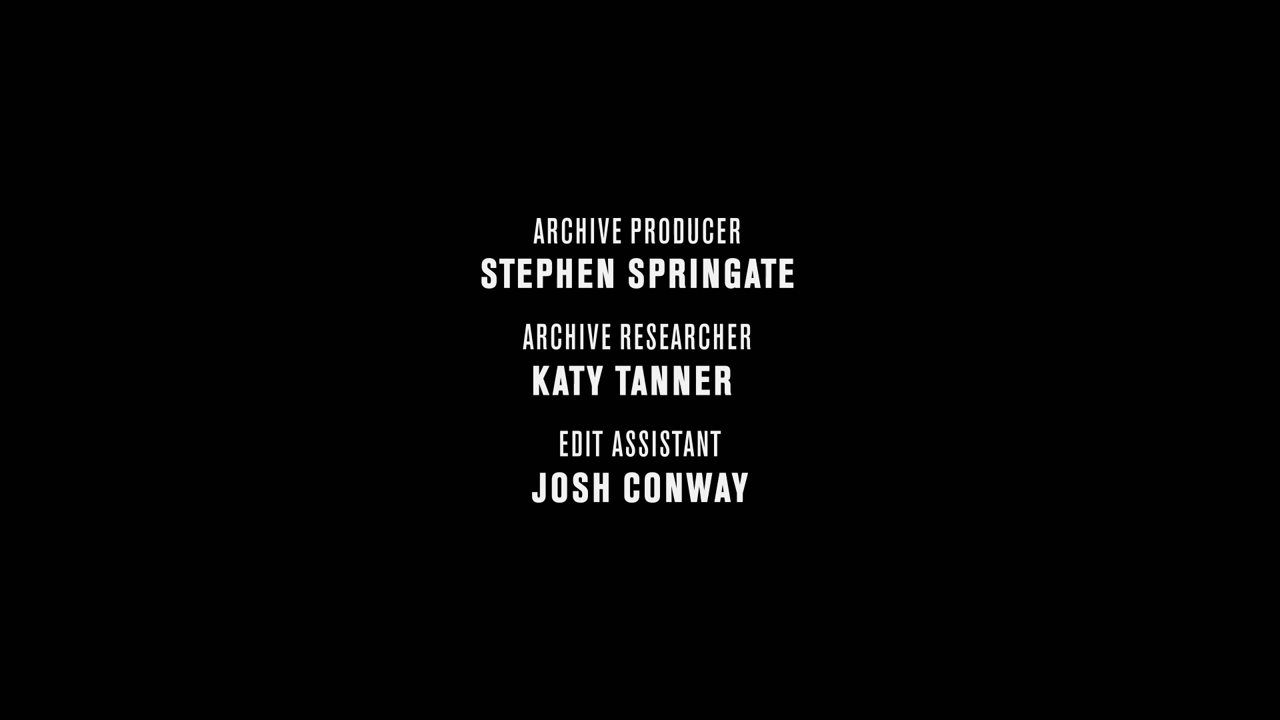 ARCHIVE PRODUCER
STEPHEN SPRINGATE
ARCHIVE RESEARCHER
KATY TANNER
EDIT ASSISTANT
JOSH CONWAY